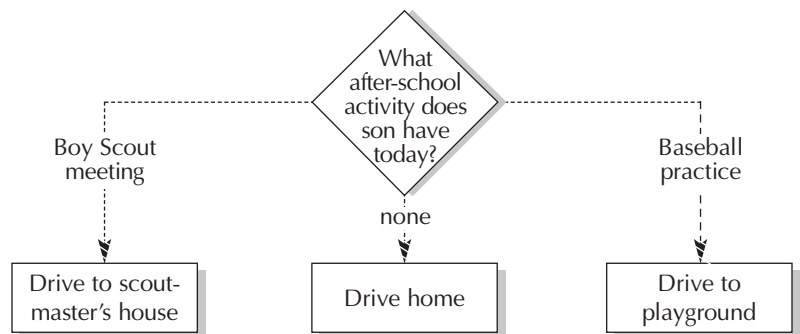 What
after-school
activity does
son have
today?
Boy Scout
meeting
none
Baseball
practice
Drive to scout-
master’s house
Drive home
Drive to
playground